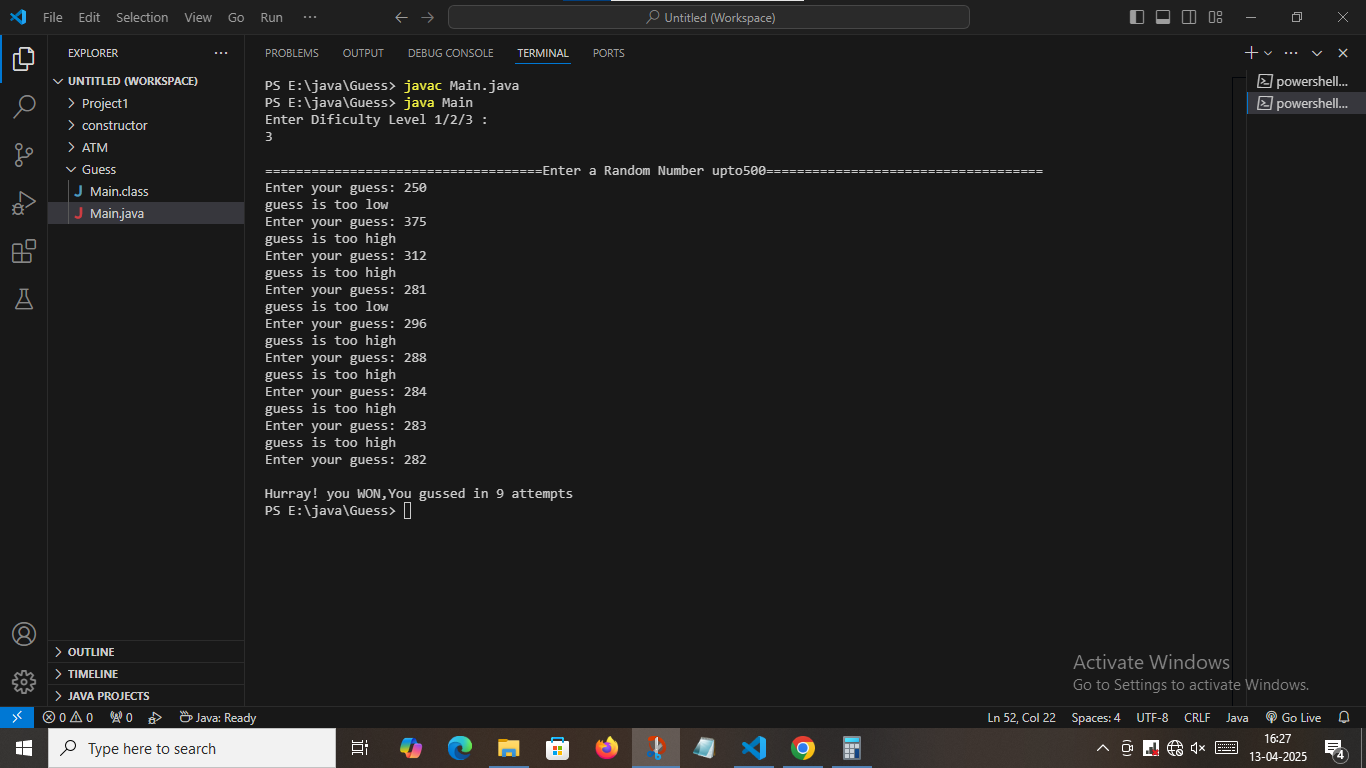 File Edit Selection View Go Run ··· Untitled (Workspace)
EXPLORER ···
UNTITLED (WORKSPACE)
Project1
constructor
ATM
Guess
J Main.class
J Main.java
OUTLINE
TIMELINE
JAVA PROJECTS
PROBLEMS OUTPUT DEBUG CONSOLE TERMINAL PORTS
PS E:\java\Guess> javac Main.java
PS E:\java\Guess> java Main
Enter Dificulty Level 1/2/3 :
3
====================================Enter a Random Number upto500====================================
Enter your guess: 250
guess is too low
Enter your guess: 375
guess is too high
Enter your guess: 312
guess is too high
Enter your guess: 281
guess is too low
Enter your guess: 296
guess is too high
Enter your guess: 288
guess is too high
Enter your guess: 284
guess is too high
Enter your guess: 283
guess is too high
Enter your guess: 282
Hurray! you WON,You gussed in 9 attempts
PS E:\java\Guess>
powershell...
powershell...
Activate Windows
Go to Settings to activate Windows.
0 0 0 Java: Ready Ln 52, Col 22 Spaces: 4 UTF-8 CRLF Java Go Live
Type here to search
16:27
13-04-2025
4